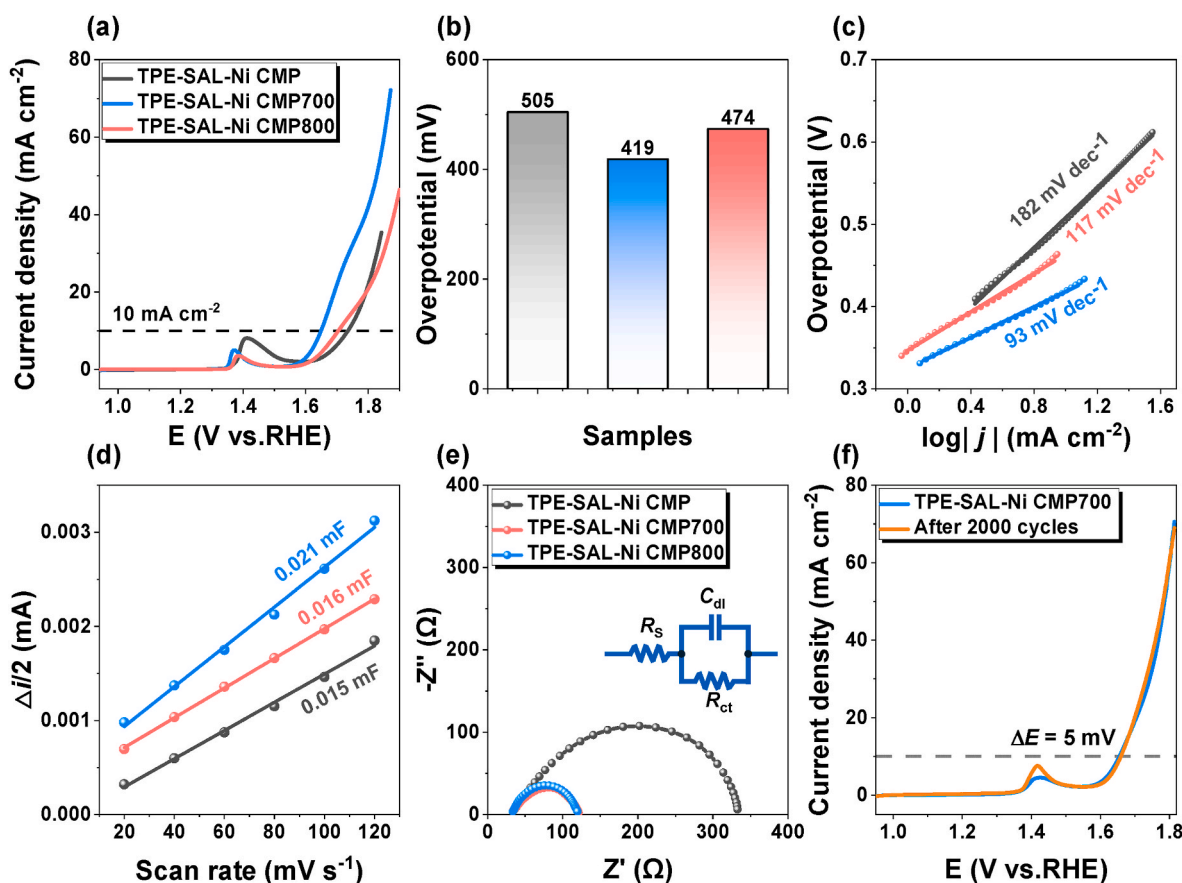 (a)
Current density (mA cm⁻²)
80
60
40
20
0
TPE-SAL-Ni CMP
TPE-SAL-Ni CMP700
TPE-SAL-Ni CMP800
10 mA cm⁻²
1.0 1.2 1.4 1.6 1.8
E (V vs.RHE)
(b)
Overpotential (mV)
600
400
200
0
505
419
474
Samples
(c)
Overpotential (V)
0.7
0.6
0.5
0.4
0.3
182 mV dec-1
117 mV dec-1
93 mV dec-1
0.0 0.4 0.8 1.2 1.6
log| j | (mA cm⁻²)
(d)
Δi/2 (mA)
0.003
0.002
0.001
0.000
0.021 mF
0.016 mF
0.015 mF
20 40 60 80 100 120
Scan rate (mV s⁻¹)
(e)
-Z'' (Ω)
400
300
200
100
0
TPE-SAL-Ni CMP
TPE-SAL-Ni CMP700
TPE-SAL-Ni CMP800
Cdl
Rs
Rct
0 100 200 300 400
Z' (Ω)
(f)
Current density (mA cm⁻²)
80
60
40
20
0
TPE-SAL-Ni CMP700
After 2000 cycles
ΔE = 5 mV
1.0 1.2 1.4 1.6 1.8
E (V vs.RHE)